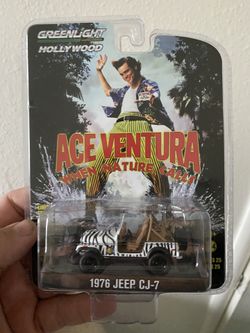 GREENLIGHT
HOLLYWOOD
ACE VENTURA
WHEN NATURE CALLS
1976 JEEP CJ-7